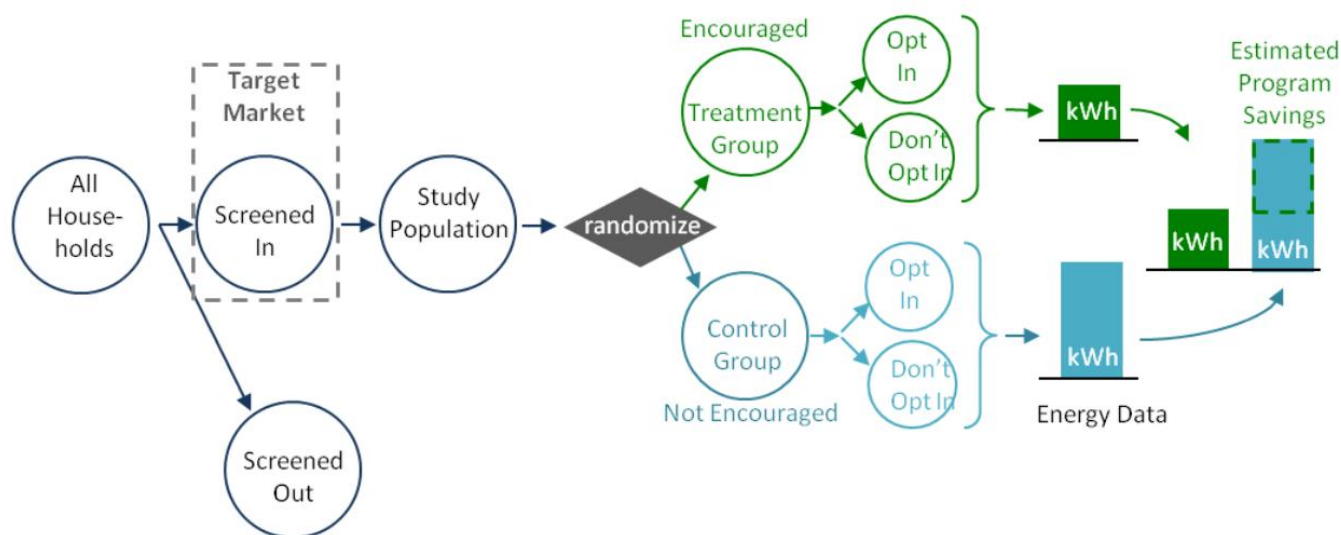 All
House-
holds
Target
Market
Screened
In
Screened
Out
Study
Population
randomize
Encouraged
Treatment
Group
Opt
In
Don't
Opt In
kWh
Control
Group
Not Encouraged
Opt
In
Don't
Opt In
kWh
Energy Data
Estimated
Program
Savings
kWh
kWh